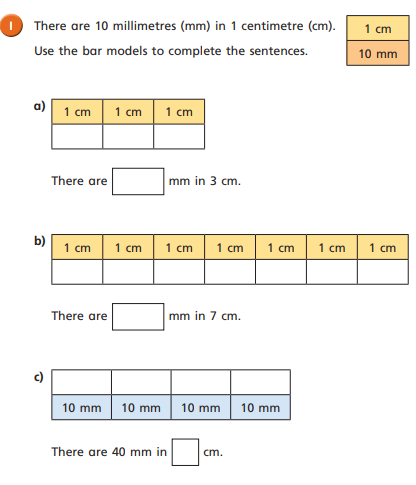 1 There are 10 millimetres (mm) in 1 centimetre (cm).
Use the bar models to complete the sentences.
1 cm
10 mm
a)
1 cm 1 cm 1 cm
There are mm in 3 cm.
b)
1 cm 1 cm 1 cm 1 cm 1 cm 1 cm 1 cm
There are mm in 7 cm.
c)
10 mm 10 mm 10 mm 10 mm
There are 40 mm in cm.